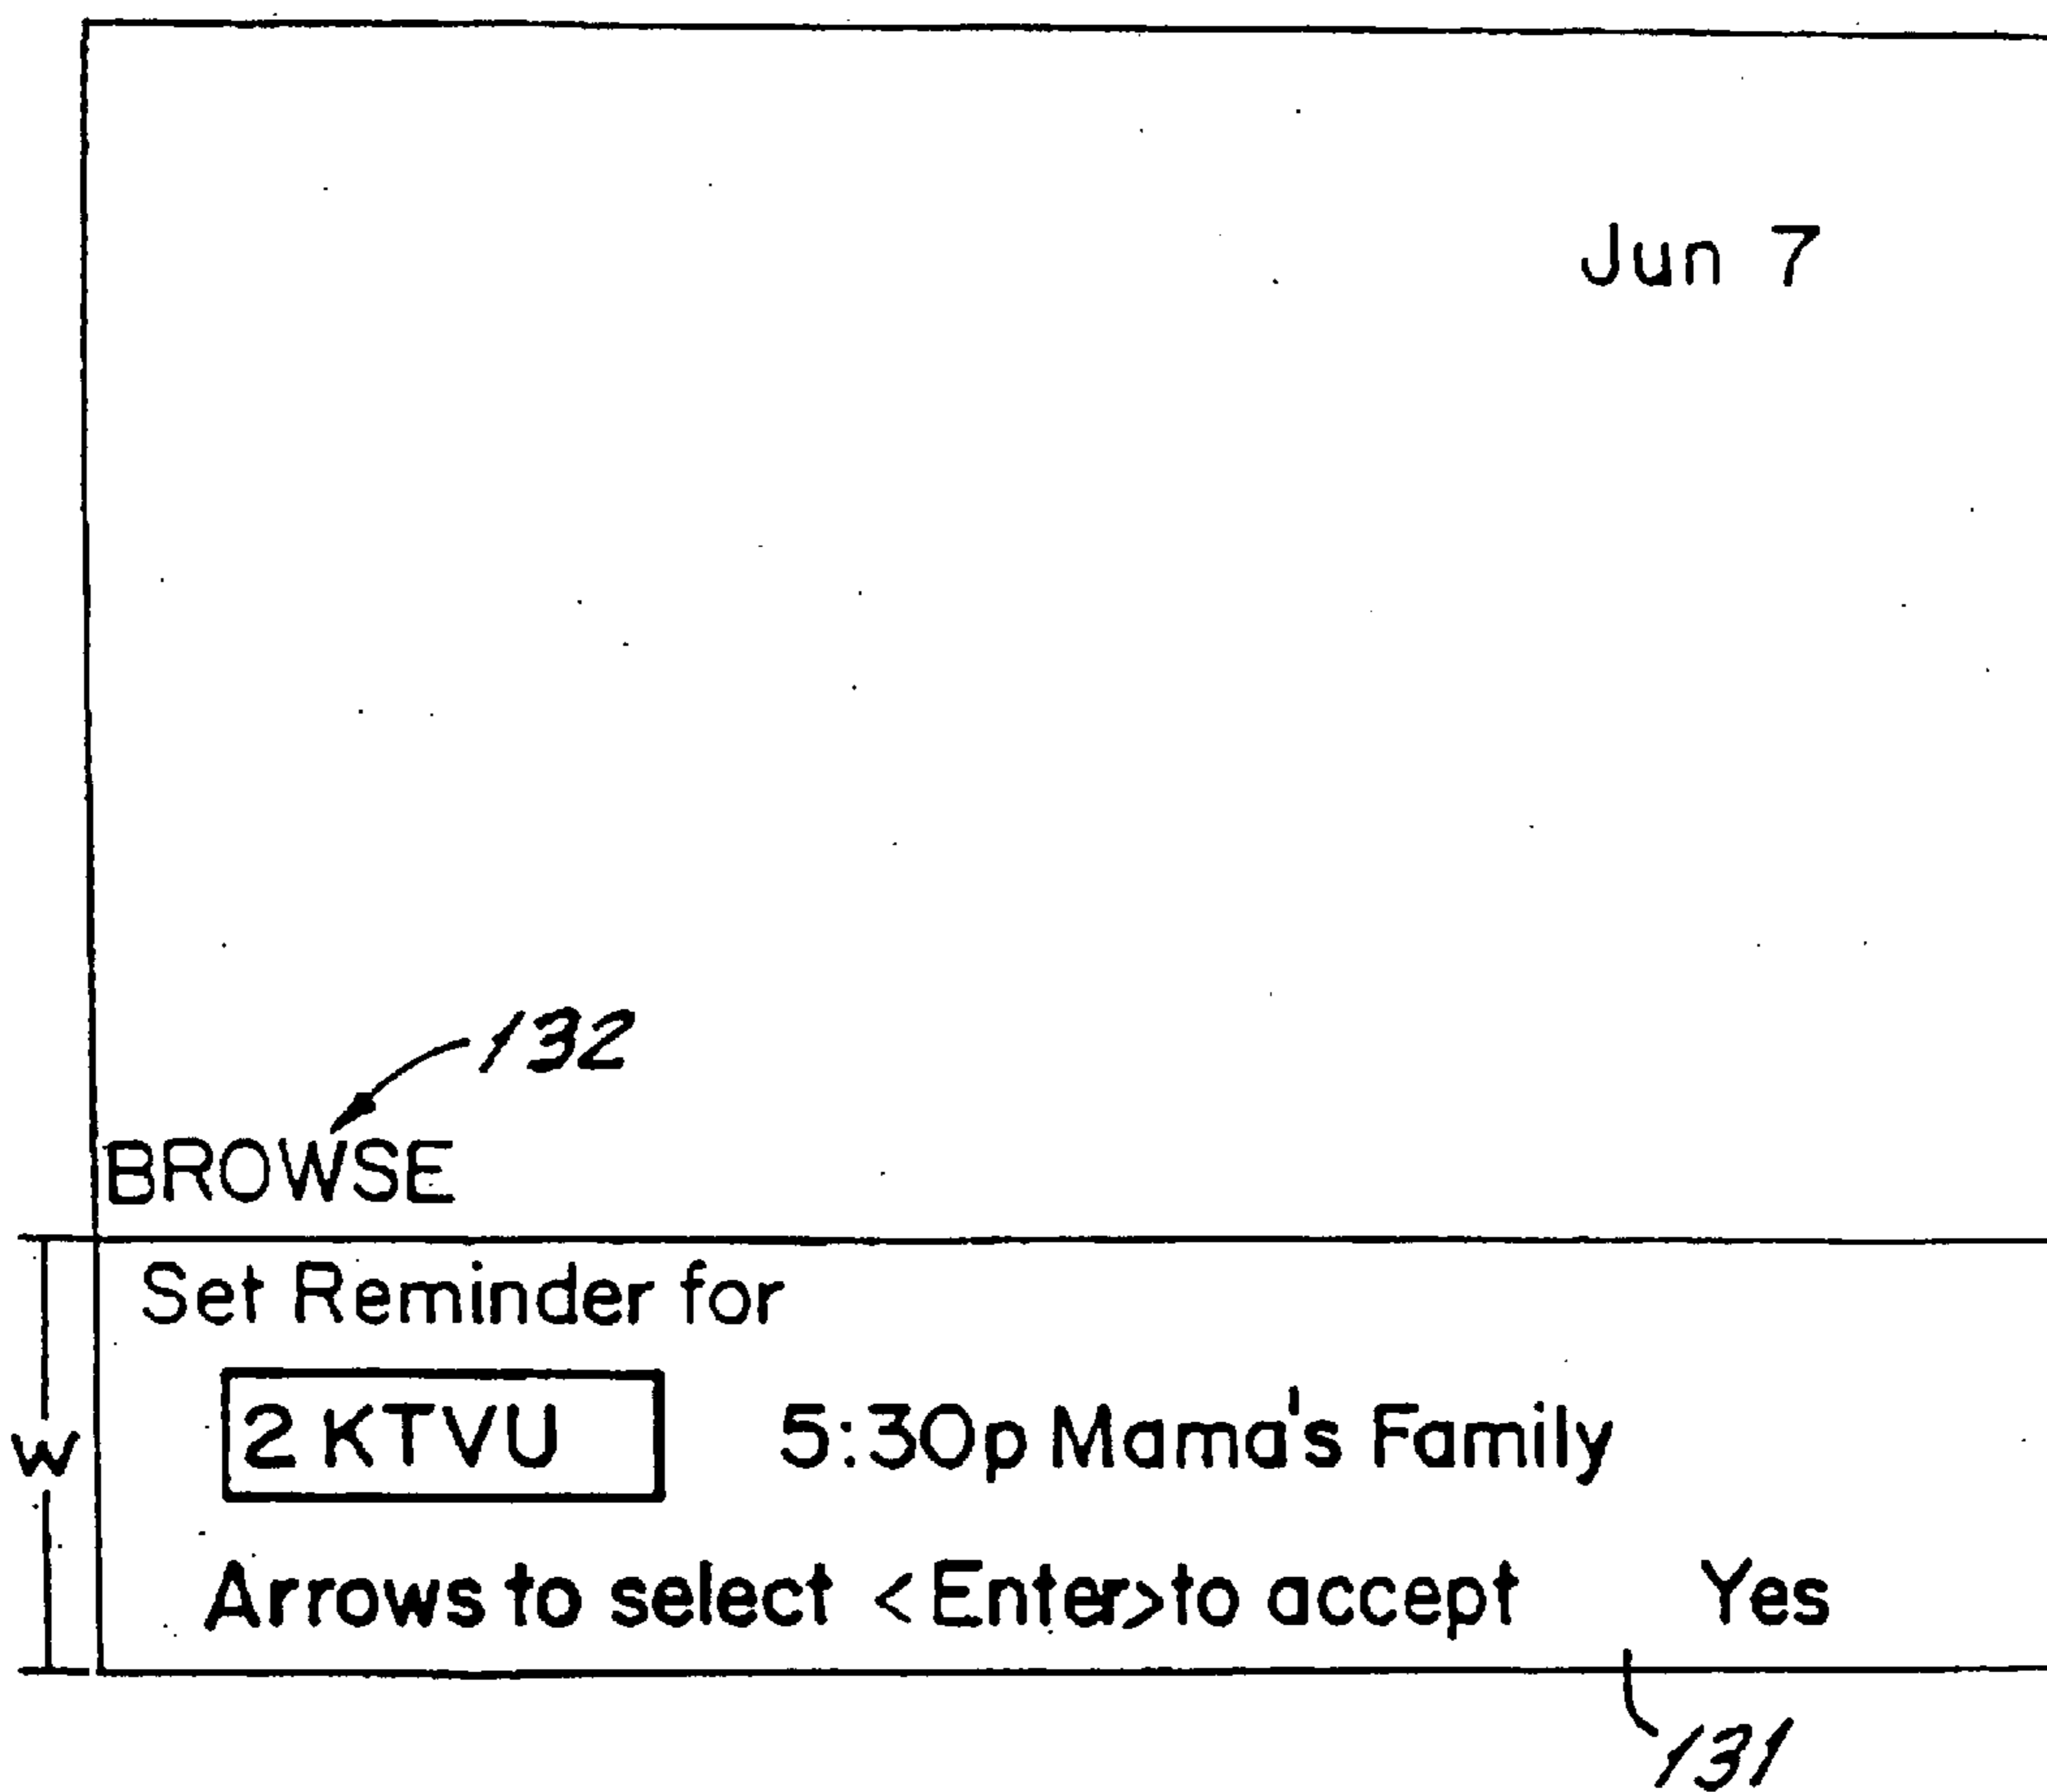 Jun 7
132
BROWSE
Set Reminder for
2 KTVU 5:30p Mama's Family
w
Arrows to select <Enter> to accept Yes
131